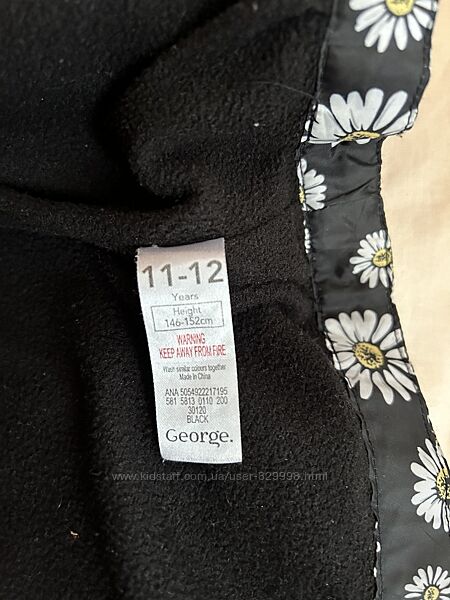 11-12
Years
Height
146-152cm
WARNING
KEEP AWAY FROM FIRE
Wash similar colours together
Made In China
ANA 5054922217195
581 5813 0110 200
30120
BLACK
George.
www.kidstaff.com.ua/user-329998.html